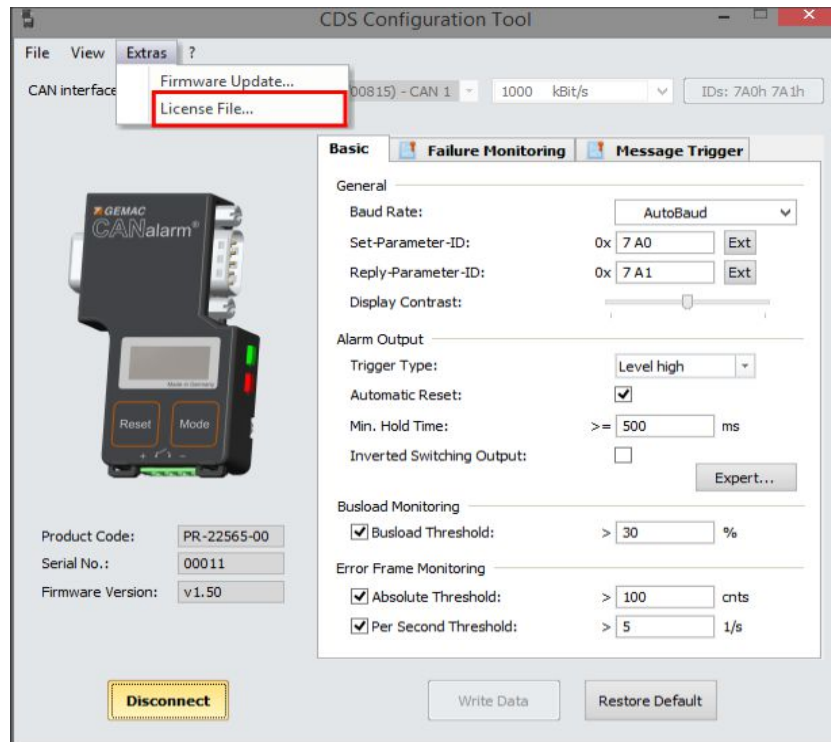 CDS Configuration Tool
File View Extras ?
Firmware Update...
License File...
CAN interface
00815) - CAN 1 1000 kBit/s IDs: 7A0h 7A1h
Basic Failure Monitoring Message Trigger
General
Baud Rate: AutoBaud
Set-Parameter-ID: 0x 7A0 Ext
Reply-Parameter-ID: 0x 7A1 Ext
Display Contrast:
Alarm Output
Trigger Type: Level high
Automatic Reset:
Min. Hold Time: >= 500 ms
Inverted Switching Output:
Expert...
Busload Monitoring
Busload Threshold: > 30 %
Error Frame Monitoring
Absolute Threshold: > 100 cnts
Per Second Threshold: > 5 1/s
GEMAC
CANalarm®
Made in Germany
Reset Mode
+ -
Product Code: PR-22565-00
Serial No.: 00011
Firmware Version: v1.50
Disconnect Write Data Restore Default